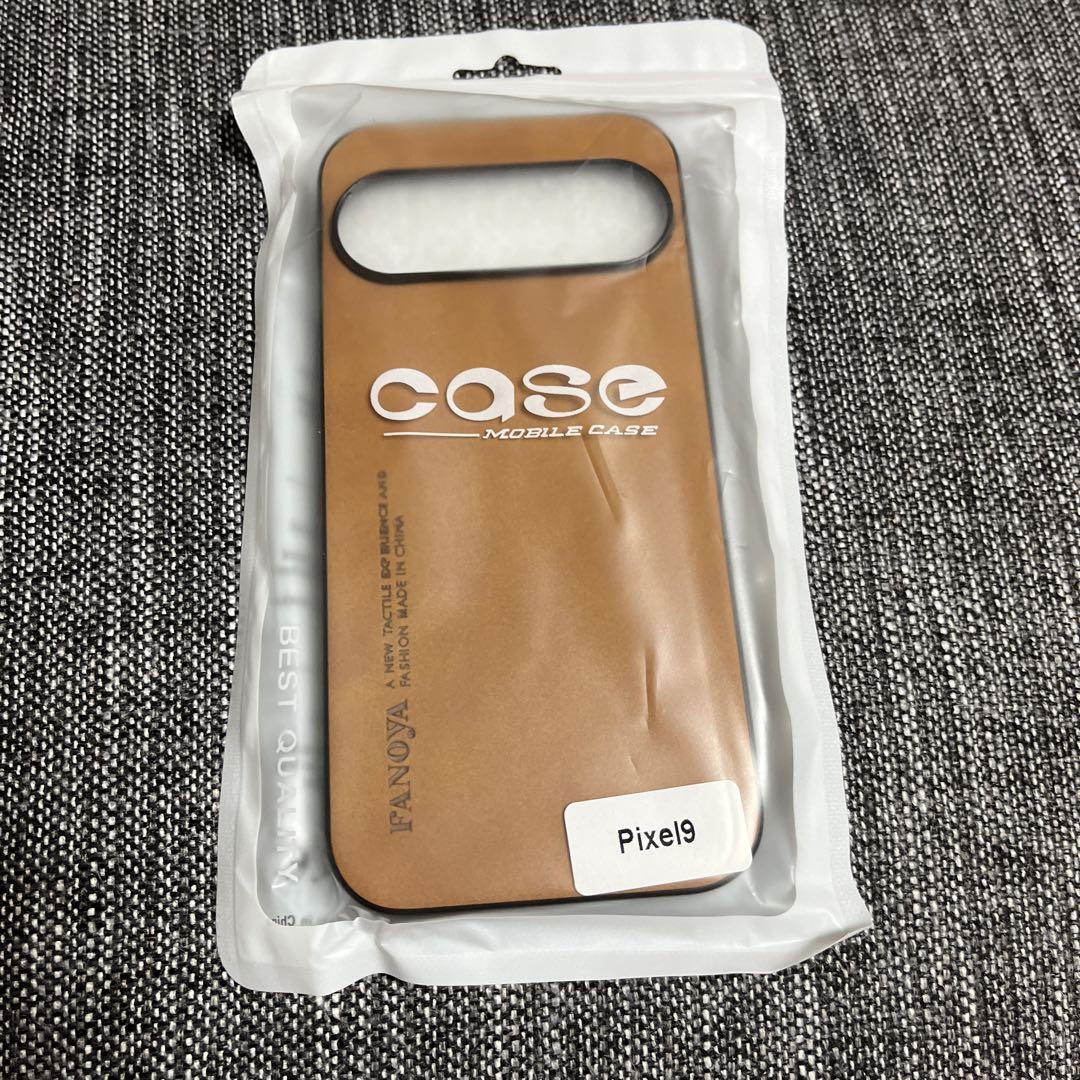 case
MOBILE CASE
FANOYA
A NEW TACTILE EXPERIENCE AND
FASHION MADE IN CHINA
BEST QUALITY
Pixel9